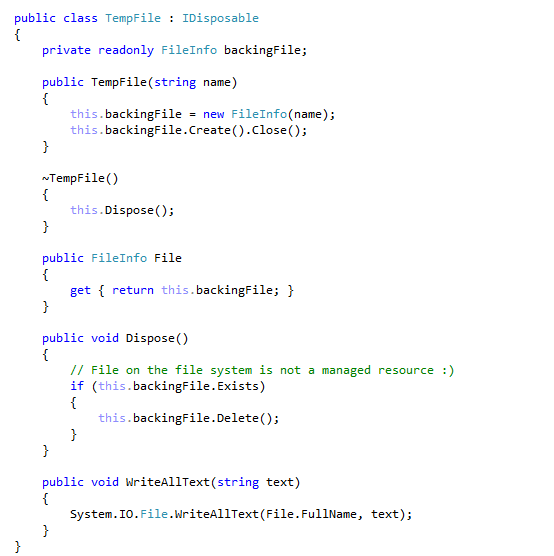 public class TempFile : IDisposable
{
    private readonly FileInfo backingFile;

    public TempFile(string name)
    {
        this.backingFile = new FileInfo(name);
        this.backingFile.Create().Close();
    }

    ~TempFile()
    {
        this.Dispose();
    }

    public FileInfo File
    {
        get { return this.backingFile; }
    }

    public void Dispose()
    {
        // File on the file system is not a managed resource :)
        if (this.backingFile.Exists)
        {
            this.backingFile.Delete();
        }
    }

    public void WriteAllText(string text)
    {
        System.IO.File.WriteAllText(File.FullName, text);
    }
}